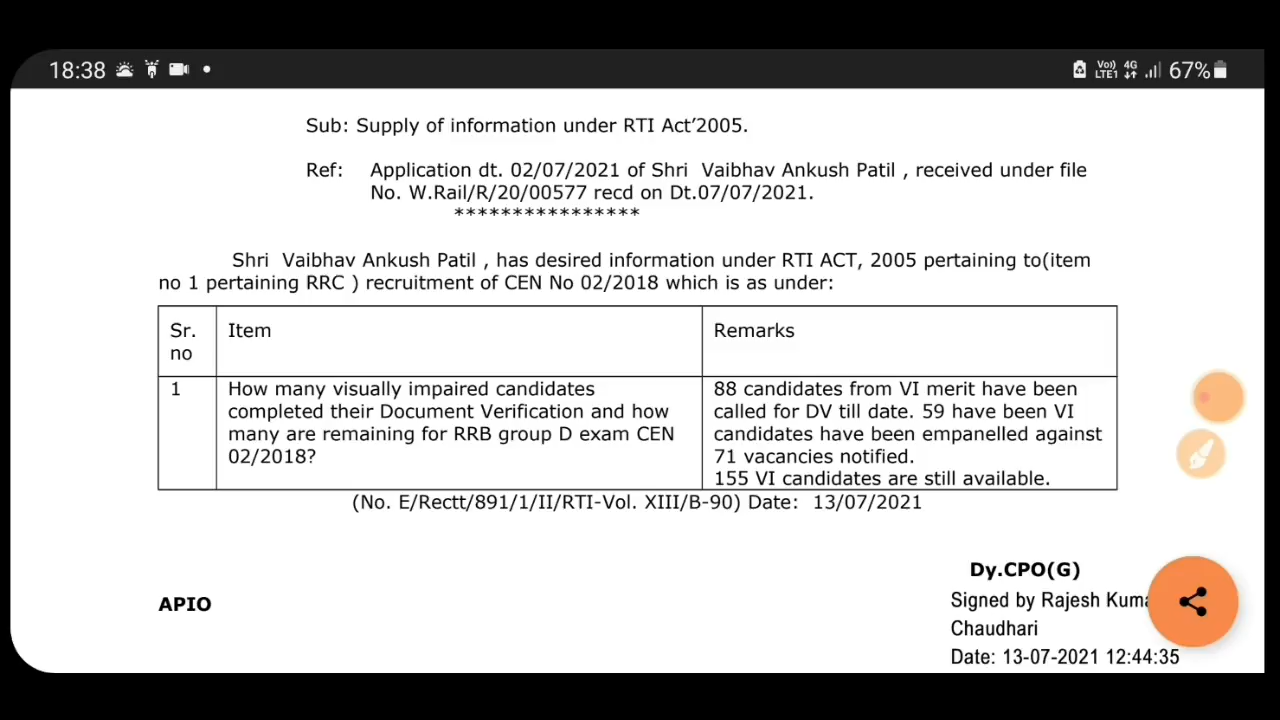 18:38
Vo)) 4G
LTE1 67%
Sub: Supply of information under RTI Act’2005.
Ref: Application dt. 02/07/2021 of Shri Vaibhav Ankush Patil , received under file
No. W.Rail/R/20/00577 recd on Dt.07/07/2021.
****************
Shri Vaibhav Ankush Patil , has desired information under RTI ACT, 2005 pertaining to(item
no 1 pertaining RRC ) recruitment of CEN No 02/2018 which is as under:
Sr. Item Remarks
no
1 How many visually impaired candidates 88 candidates from VI merit have been
completed their Document Verification and how called for DV till date. 59 have been VI
many are remaining for RRB group D exam CEN candidates have been empanelled against
02/2018? 71 vacancies notified.
155 VI candidates are still available.
(No. E/Rectt/891/1/II/RTI-Vol. XIII/B-90) Date: 13/07/2021
Dy.CPO(G)
APIO Signed by Rajesh Kuma
Chaudhari
Date: 13-07-2021 12:44:35